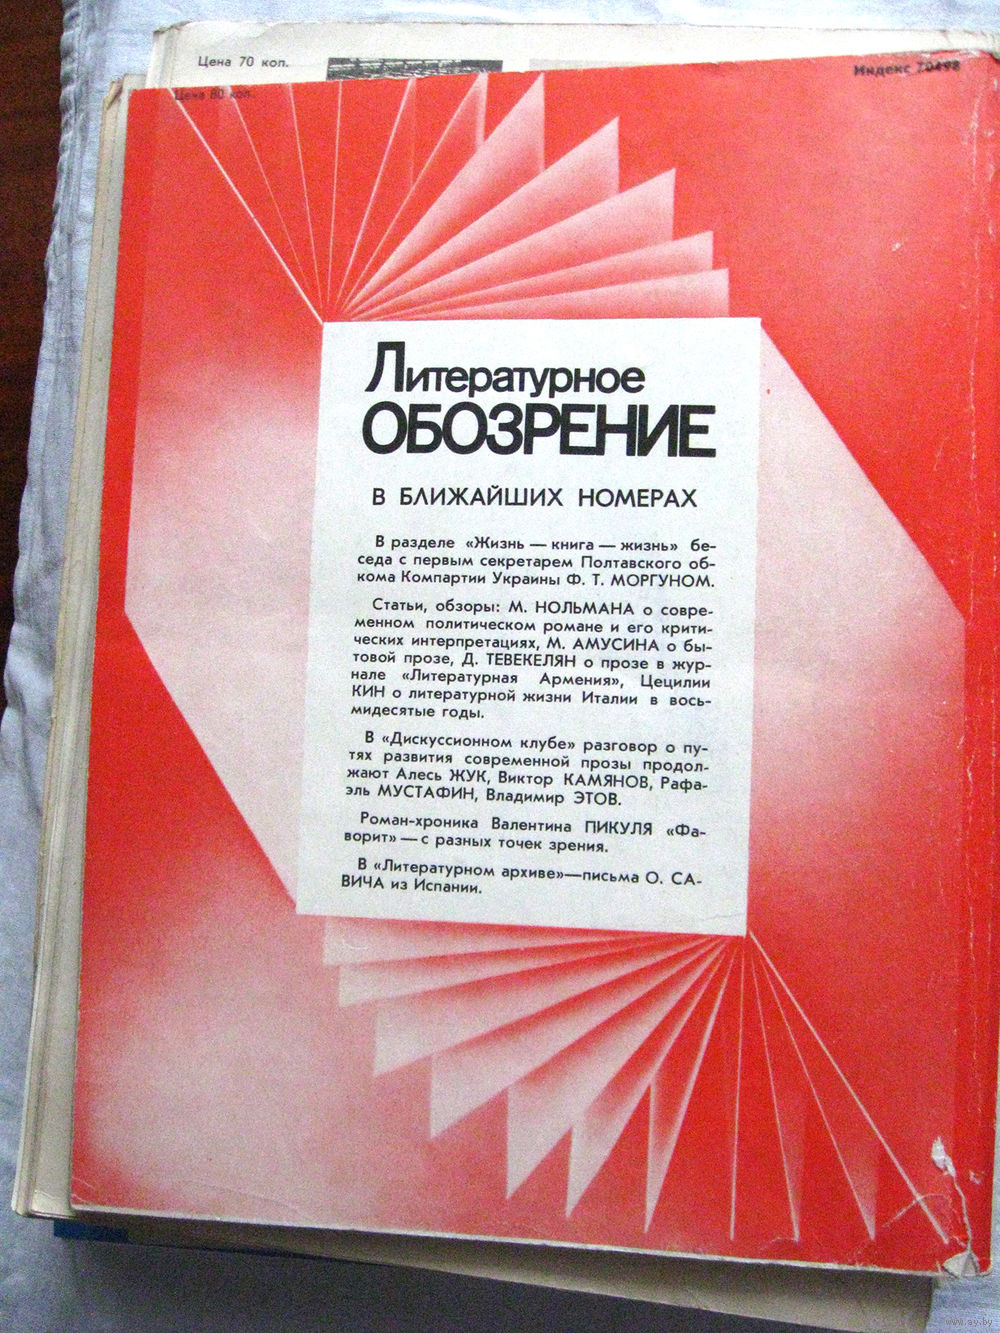 Цена 70 коп.
Цена 80 коп.
Индекс 70498
Литературное
ОБОЗРЕНИЕ
В БЛИЖАЙШИХ НОМЕРАХ
В разделе «Жизнь — книга — жизнь» бе-
седа с первым секретарем Полтавского об-
кома Компартии Украины Ф. Т. МОРГУНОМ.
Статьи, обзоры: М. НОЛЬМАНА о совре-
менном политическом романе и его крити-
ческих интерпретациях, М. АМУСИНА о бы-
товой прозе, Д. ТЕВЕКЕЛЯН о прозе в жур-
нале «Литературная Армения», Цецилии
КИН о литературной жизни Италии в вось-
мидесятые годы.
В «Дискуссионном клубе» разговор о пу-
тях развития современной прозы продол-
жают Алесь ЖУК, Виктор КАМЯНОВ, Рафа-
эль МУСТАФИН, Владимир ЭТОВ.
Роман-хроника Валентина ПИКУЛЯ «Фа-
ворит» — с разных точек зрения.
В «Литературном архиве»—письма О. СА-
ВИЧА из Испании.
www.ay.by